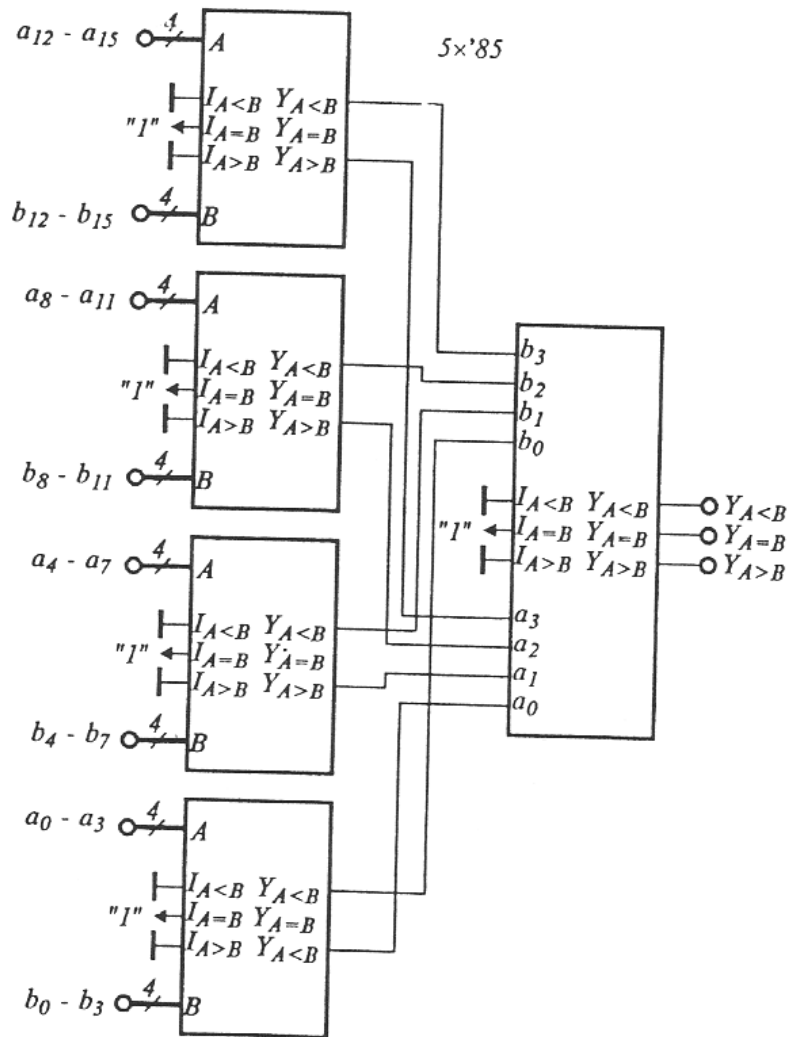 a12 - a15 4 A
5×'85
IA<B YA<B
"1" IA=B YA=B
IA>B YA>B
b12 - b15 4 B
a8 - a11 4 A
IA<B YA<B
"1" IA=B YA=B
IA>B YA>B
b8 - b11 4 B
a4 - a7 4 A
IA<B YA<B
"1" IA=B YA=B
IA>B YA>B
b4 - b7 4 B
a0 - a3 4 A
IA<B YA<B
"1" IA=B YA=B
IA>B YA<B
b0 - b3 4 B
b3
b2
b1
b0
IA<B YA<B YA<B
"1" IA=B YA=B YA=B
IA>B YA>B YA>B
a3
a2
a1
a0